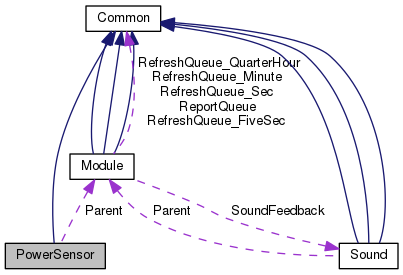 Common
RefreshQueue_QuarterHour
RefreshQueue_Minute
RefreshQueue_Sec
ReportQueue
RefreshQueue_FiveSec
Module
Parent
Parent
SoundFeedback
PowerSensor
Sound